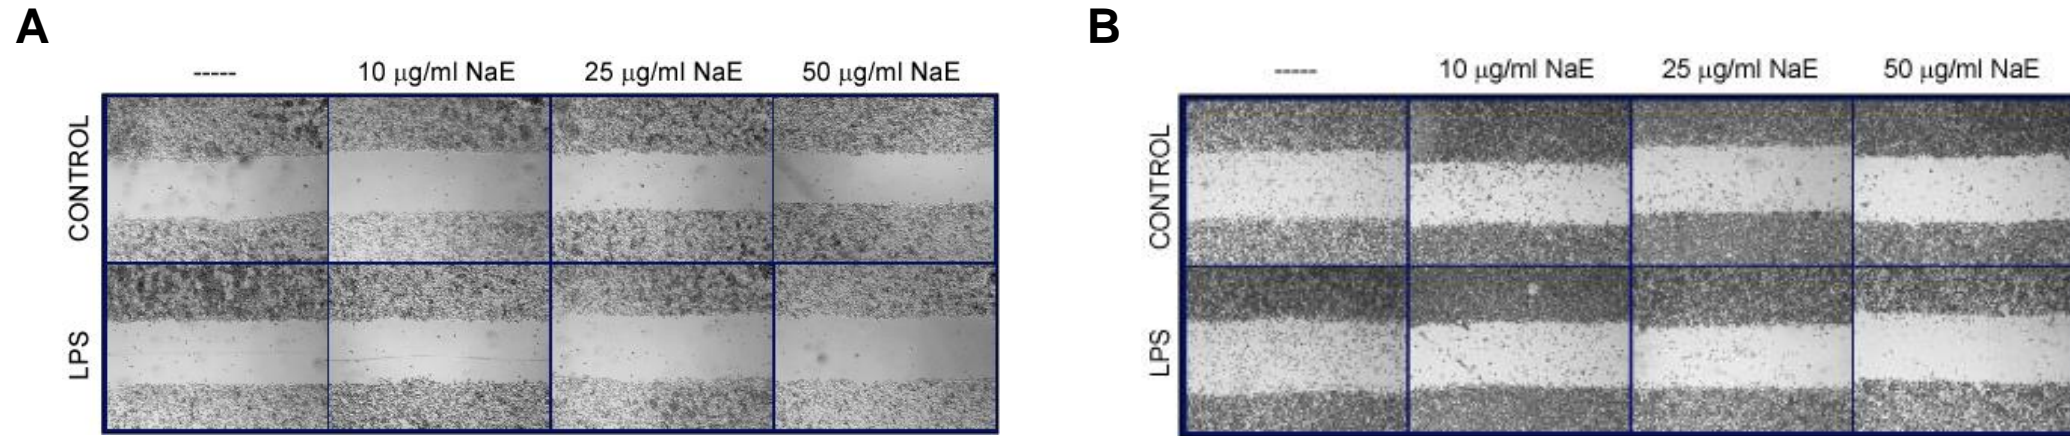 A
----- 10 μg/ml NaE 25 μg/ml NaE 50 μg/ml NaE
CONTROL
LPS
B
----- 10 μg/ml NaE 25 μg/ml NaE 50 μg/ml NaE
CONTROL
LPS